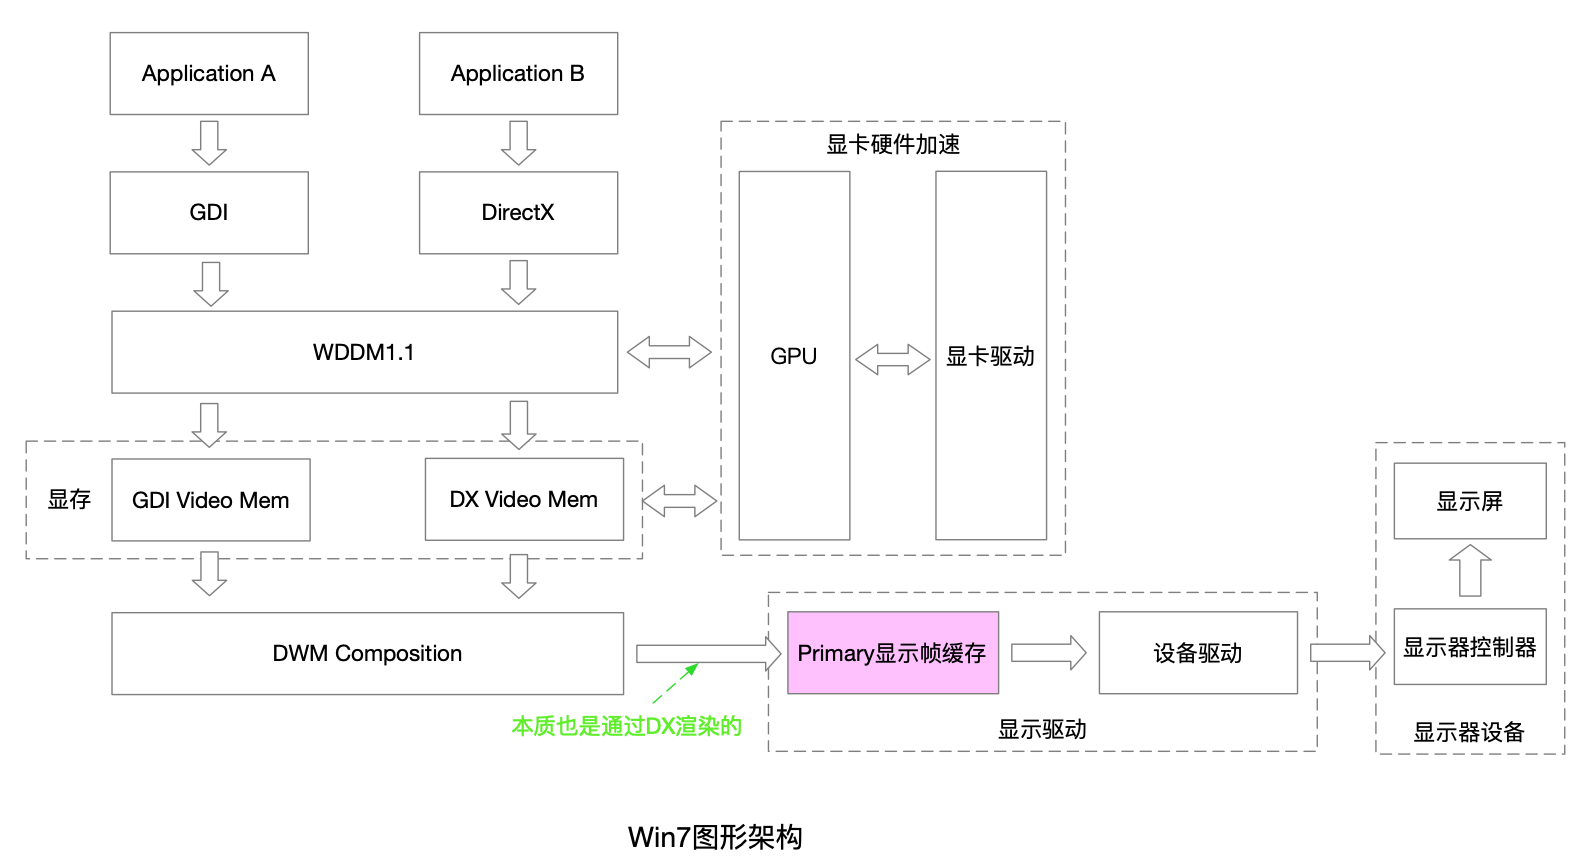 Application A
Application B
显卡硬件加速
GDI
DirectX
WDDM1.1
GPU
显卡驱动
显存
GDI Video Mem
DX Video Mem
显示屏
DWM Composition
Primary显示帧缓存
设备驱动
显示器控制器
本质也是通过DX渲染的
显示驱动
显示器设备
Win7图形架构